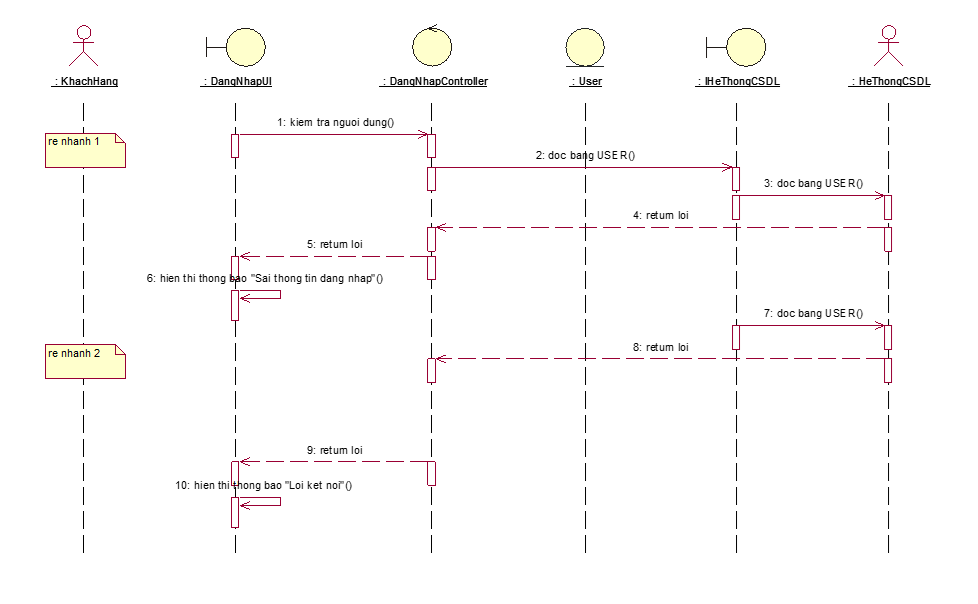 : KhachHang
: DangNhapUI
: DangNhapController
: User
: IHeThongCSDL
: HeThongCSDL
1: kiem tra nguoi dung()
re nhanh 1
2: doc bang USER()
3: doc bang USER()
4: return loi
5: return loi
6: hien thi thong bao "Sai thong tin dang nhap"()
7: doc bang USER()
re nhanh 2
8: return loi
9: return loi
10: hien thi thong bao "Loi ket noi"()